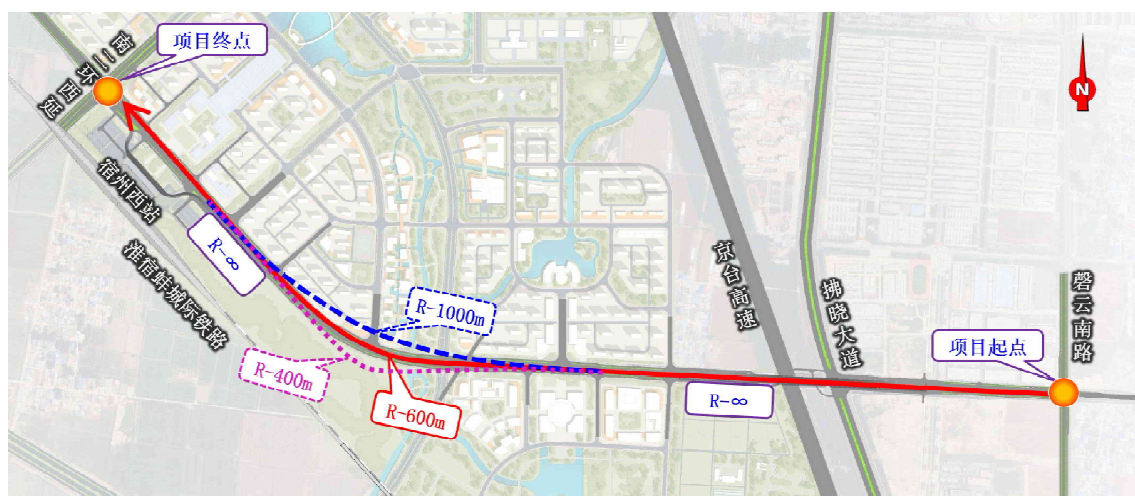 项目终点
南二环西延
N
宿州西站
R-∞
淮宿蚌城际铁路
京台高速
拂晓大道
磬云南路
R-1000m
项目起点
R-400m
R-∞
R-600m